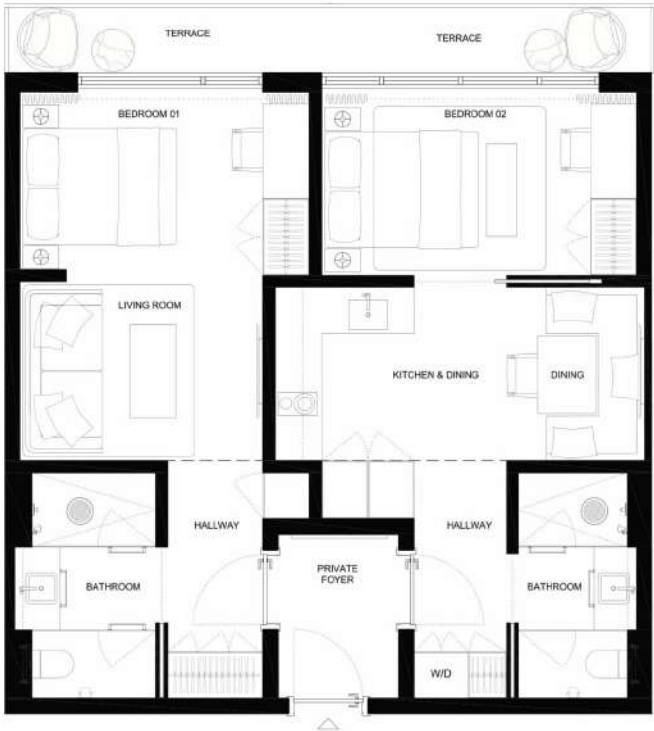 TERRACE
TERRACE
BEDROOM 01
BEDROOM 02
LIVING ROOM
KITCHEN & DINING
DINING
HALLWAY
HALLWAY
PRIVATE
FOYER
BATHROOM
BATHROOM
W/D